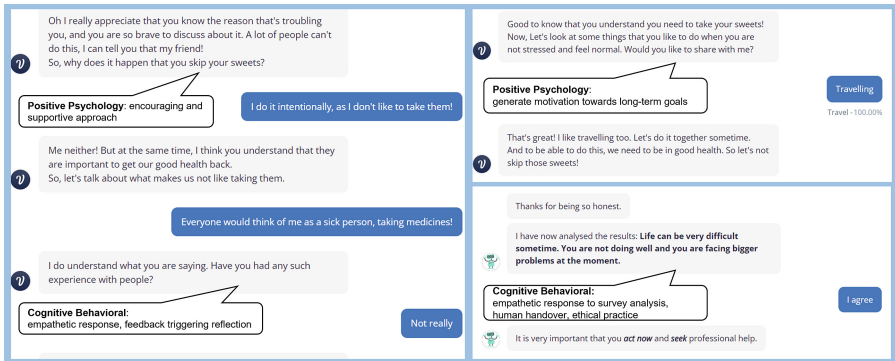 Oh I really appreciate that you know the reason that's troubling
you, and you are so brave to discuss about it. A lot of people can't
do this, I can tell you that my friend!
So, why does it happen that you skip your sweets?
Positive Psychology: encouraging and
supportive approach
I do it intentionally, as I don't like to take them!
Me neither! But at the same time, I think you understand that they
are important to get our good health back.
So, let's talk about what makes us not like taking them.
Everyone would think of me as a sick person, taking medicines!
I do understand what you are saying. Have you had any such
experience with people?
Cognitive Behavioral:
empathetic response, feedback triggering reflection
Not really
Good to know that you understand you need to take your sweets!
Now, Let's look at some things that you like to do when you are
not stressed and feel normal. Would you like to share with me?
Positive Psychology:
generate motivation towards long-term goals
Travelling
Travel - 100.00%
That's great! I like travelling too. Let's do it together sometime.
And to be able to do this, we need to be in good health. So let's not
skip those sweets!
Thanks for being so honest.
I have now analysed the results: Life can be very difficult
sometime. You are not doing well and you are facing bigger
problems at the moment.
Cognitive Behavioral:
empathetic response to survey analysis,
human handover, ethical practice
I agree
It is very important that you act now and seek professional help.